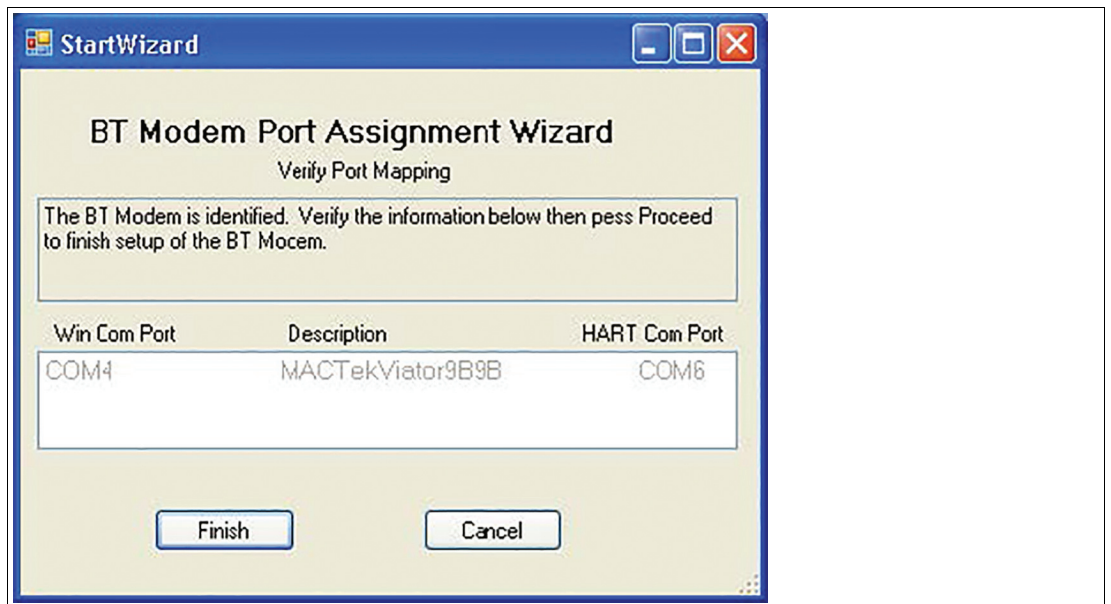 StartWizard
BT Modem Port Assignment Wizard
Verify Port Mapping
The BT Modem is identified. Verify the information below then pess Proceed
to finish setup of the BT Mocem.
Win Com Port Description HART Com Port
COM4 MACTekViator9B9B COM6
Finish Cancel